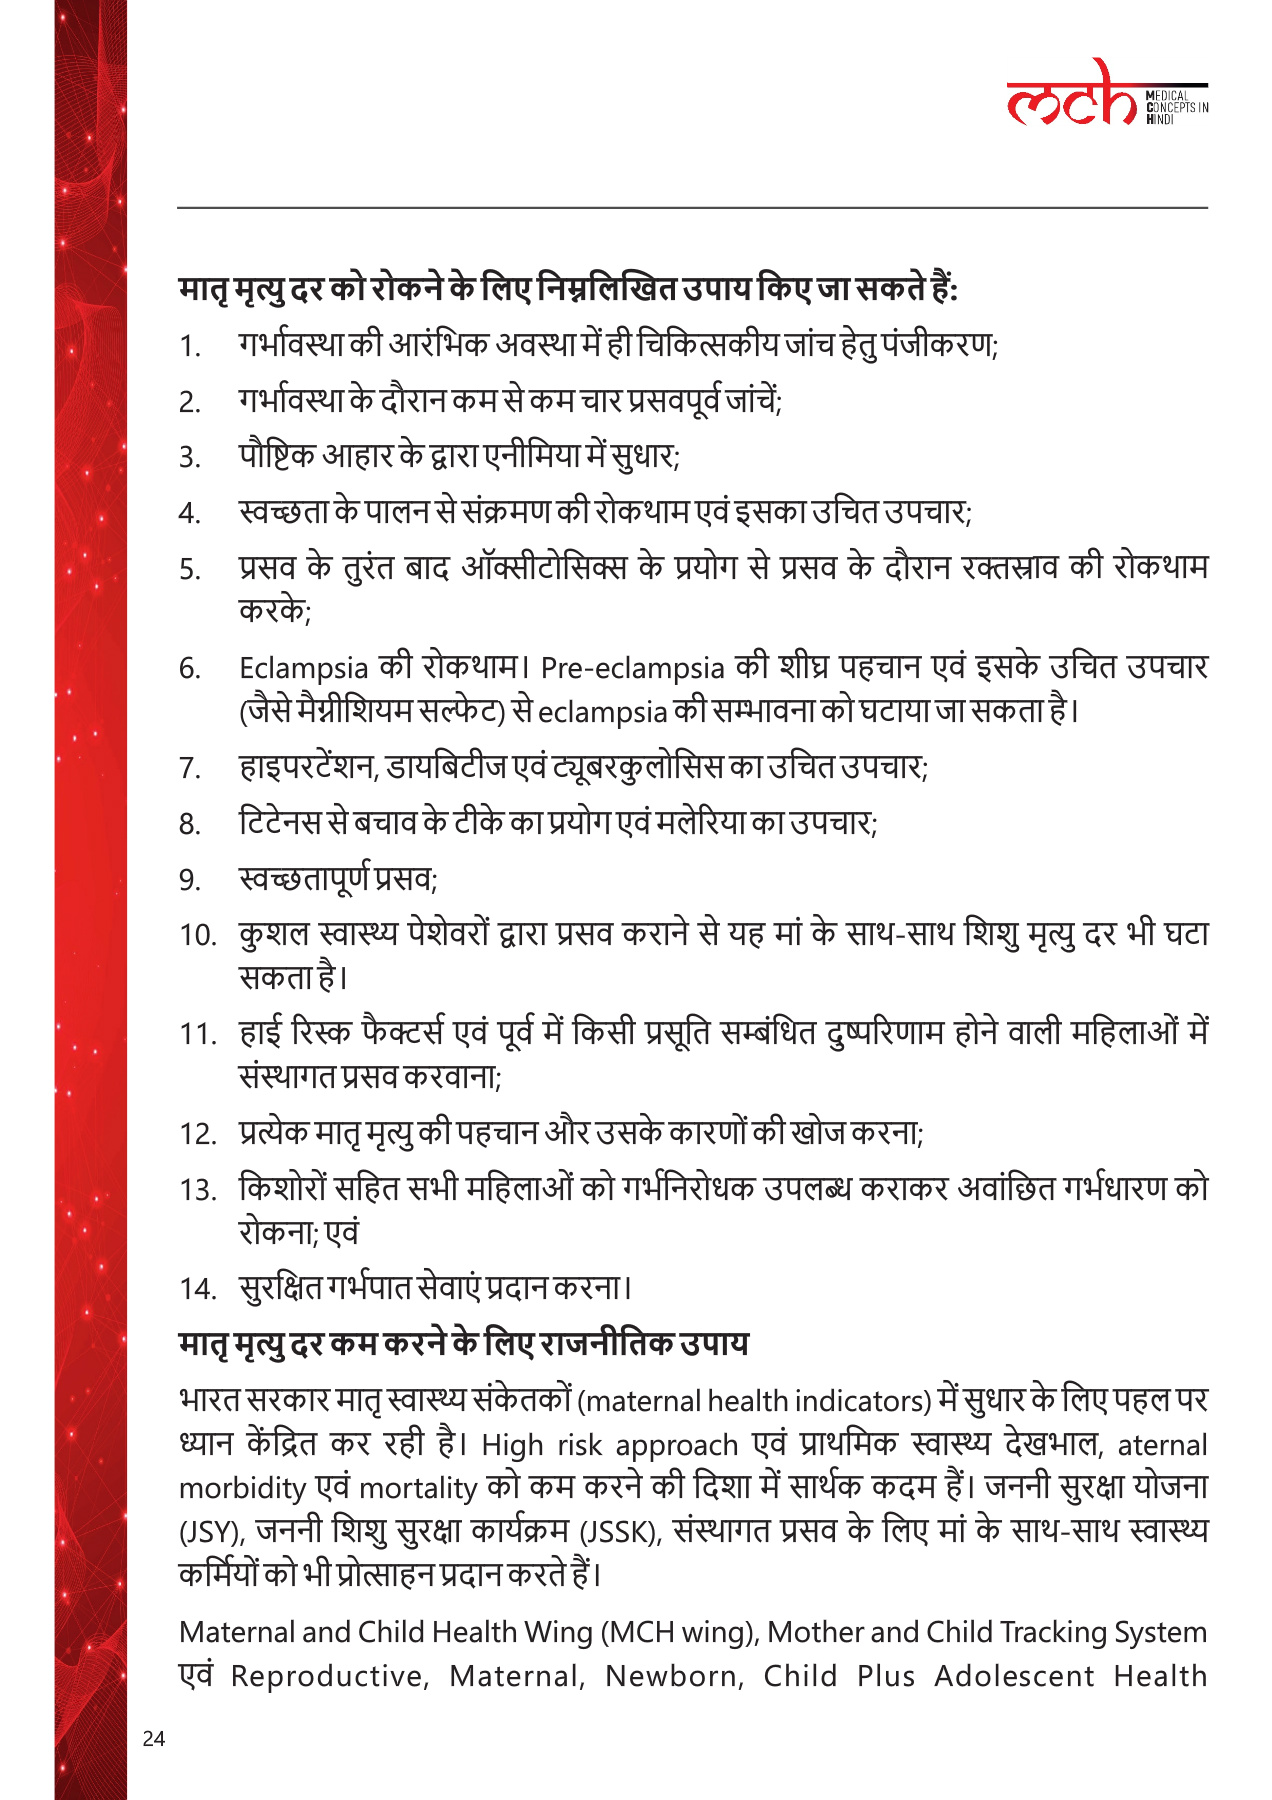 mch
MEDICAL
CONCEPTS IN
HINDI
मातृ मृत्यु दर को रोकने के लिए निम्नलिखित उपाय किए जा सकते हैं:
1. गर्भावस्था की आरंभिक अवस्था में ही चिकित्सकीय जांच हेतु पंजीकरण;
2. गर्भावस्था के दौरान कम से कम चार प्रसवपूर्व जांचें;
3. पौष्टिक आहार के द्वारा एनीमिया में सुधार;
4. स्वच्छता के पालन से संक्रमण की रोकथाम एवं इसका उचित उपचार;
5. प्रसव के तुरंत बाद ऑक्सीटोसिक्स के प्रयोग से प्रसव के दौरान रक्तस्राव की रोकथाम
करके;
6. Eclampsia की रोकथाम। Pre-eclampsia की शीघ्र पहचान एवं इसके उचित उपचार
(जैसे मैग्नीशियम सल्फेट) से eclampsia की सम्भावना को घटाया जा सकता है।
7. हाइपरटेंशन, डायबिटीज एवं ट्यूबरकुलोसिस का उचित उपचार;
8. टिटेनस से बचाव के टीके का प्रयोग एवं मलेरिया का उपचार;
9. स्वच्छतापूर्ण प्रसव;
10. कुशल स्वास्थ्य पेशेवरों द्वारा प्रसव कराने से यह मां के साथ-साथ शिशु मृत्यु दर भी घटा
सकता है।
11. हाई रिस्क फैक्टर्स एवं पूर्व में किसी प्रसूति सम्बंधित दुष्परिणाम होने वाली महिलाओं में
संस्थागत प्रसव करवाना;
12. प्रत्येक मातृ मृत्यु की पहचान और उसके कारणों की खोज करना;
13. किशोरों सहित सभी महिलाओं को गर्भनिरोधक उपलब्ध कराकर अवांछित गर्भधारण को
रोकना; एवं
14. सुरक्षित गर्भपात सेवाएं प्रदान करना।
मातृ मृत्यु दर कम करने के लिए राजनीतिक उपाय
भारत सरकार मातृ स्वास्थ्य संकेतकों (maternal health indicators) में सुधार के लिए पहल पर
ध्यान केंद्रित कर रही है। High risk approach एवं प्राथमिक स्वास्थ्य देखभाल, aternal
morbidity एवं mortality को कम करने की दिशा में सार्थक कदम हैं। जननी सुरक्षा योजना
(JSY), जननी शिशु सुरक्षा कार्यक्रम (JSSK), संस्थागत प्रसव के लिए मां के साथ-साथ स्वास्थ्य
कर्मियों को भी प्रोत्साहन प्रदान करते हैं।
Maternal and Child Health Wing (MCH wing), Mother and Child Tracking System
एवं Reproductive, Maternal, Newborn, Child Plus Adolescent Health
24